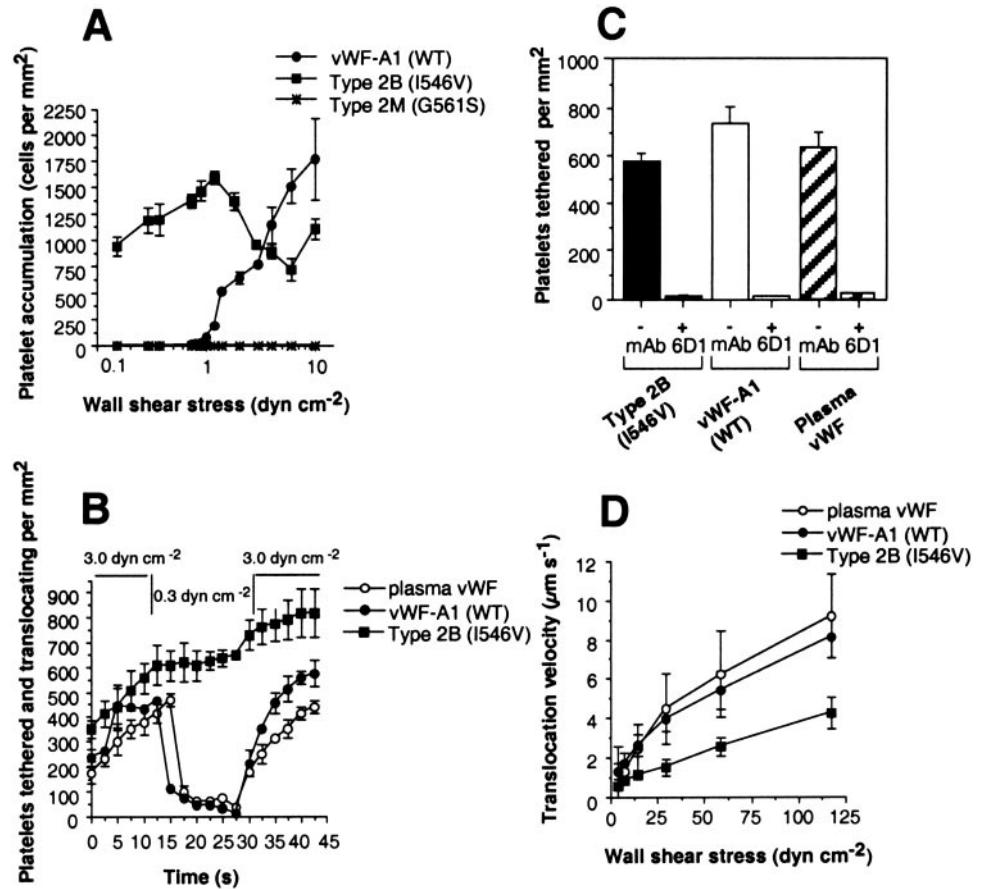 A
vWF-A1 (WT)
Type 2B (I546V)
Type 2M (G561S)
Platelet accumulation (cells per mm2)
2250
2000
1750
1500
1250
1000
750
500
250
0
0.1
1
10
Wall shear stress (dyn cm-2)
C
Platelets tethered per mm2
1000
800
600
400
200
0
- + - + - +
mAb 6D1 mAb 6D1 mAb 6D1
Type 2B
(I546V)
vWF-A1
(WT)
Plasma
vWF
B
Platelets tethered and translocating per mm2
3.0 dyn cm-2
0.3 dyn cm-2
3.0 dyn cm-2
plasma vWF
vWF-A1 (WT)
Type 2B (I546V)
900
800
700
600
500
400
300
200
100
0
0 5 10 15 20 25 30 35 40 45
Time (s)
D
plasma vWF
vWF-A1 (WT)
Type 2B (I546V)
Translocation velocity (µm s-1)
12
10
8
6
4
2
0
0 25 50 75 100 125
Wall shear stress (dyn cm-2)